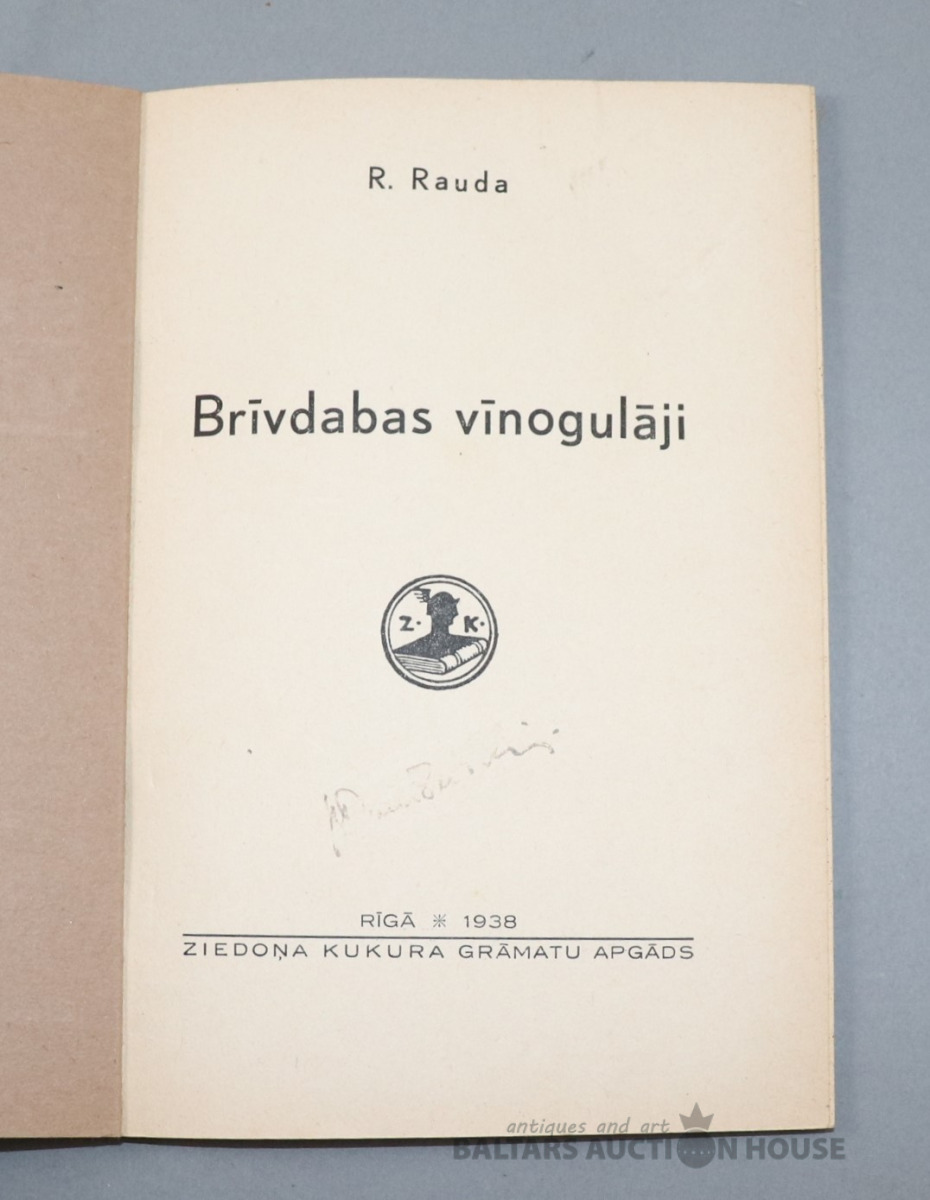 R. Rauda
Brīvdabas vīnogulāji
Z. K.
RĪGĀ ⁜ 1938
ZIEDOŅA KUKURA GRĀMATU APGĀDS
antiques and art
BALTARS AUCTION HOUSE